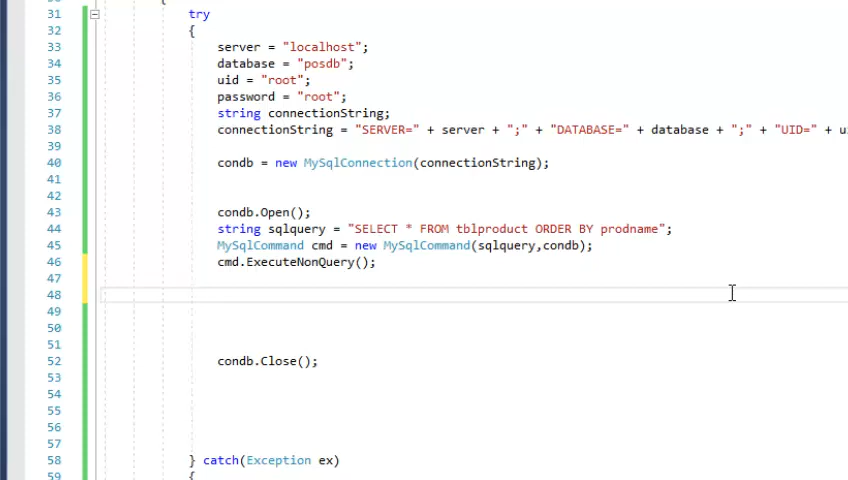 31 try
32 {
33 server = "localhost";
34 database = "posdb";
35 uid = "root";
36 password = "root";
37 string connectionString;
38 connectionString = "SERVER=" + server + ";" + "DATABASE=" + database + ";" + "UID=" + u
39
40 condb = new MySqlConnection(connectionString);
41
42
43 condb.Open();
44 string sqlquery = "SELECT * FROM tblproduct ORDER BY prodname";
45 MySqlCommand cmd = new MySqlCommand(sqlquery,condb);
46 cmd.ExecuteNonQuery();
47
48
49
50
51
52 condb.Close();
53
54
55
56
57
58 } catch(Exception ex)
59 {